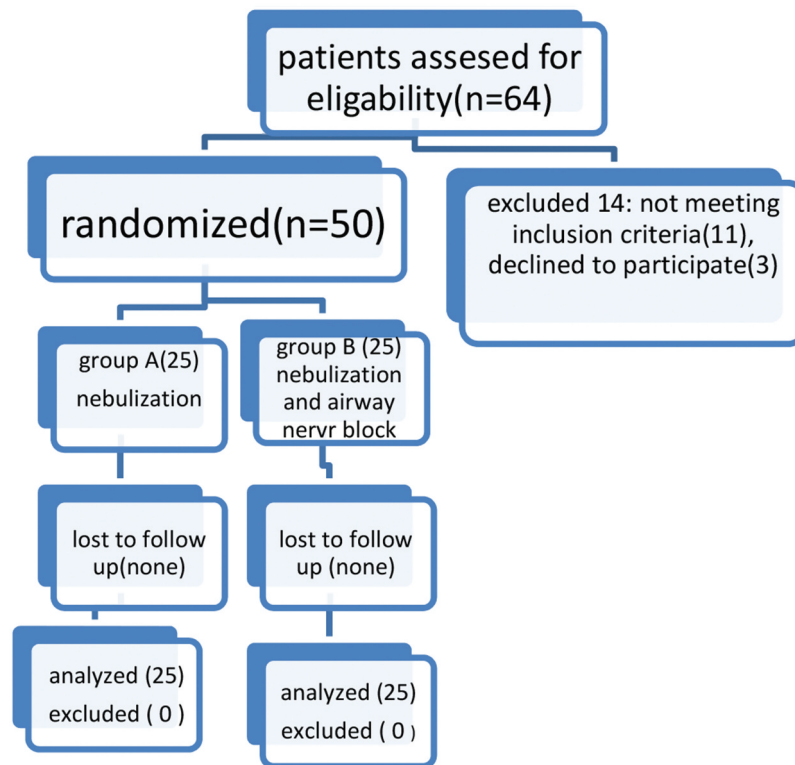 patients assesed for
eligability(n=64)
randomized(n=50)
excluded 14: not meeting
inclusion criteria(11),
declined to participate(3)
group A(25)
nebulization
group B (25)
nebulization
and airway
nervr block
lost to follow
up(none)
lost to follow
up (none)
analyzed (25)
excluded ( 0 )
analyzed (25)
excluded ( 0 )